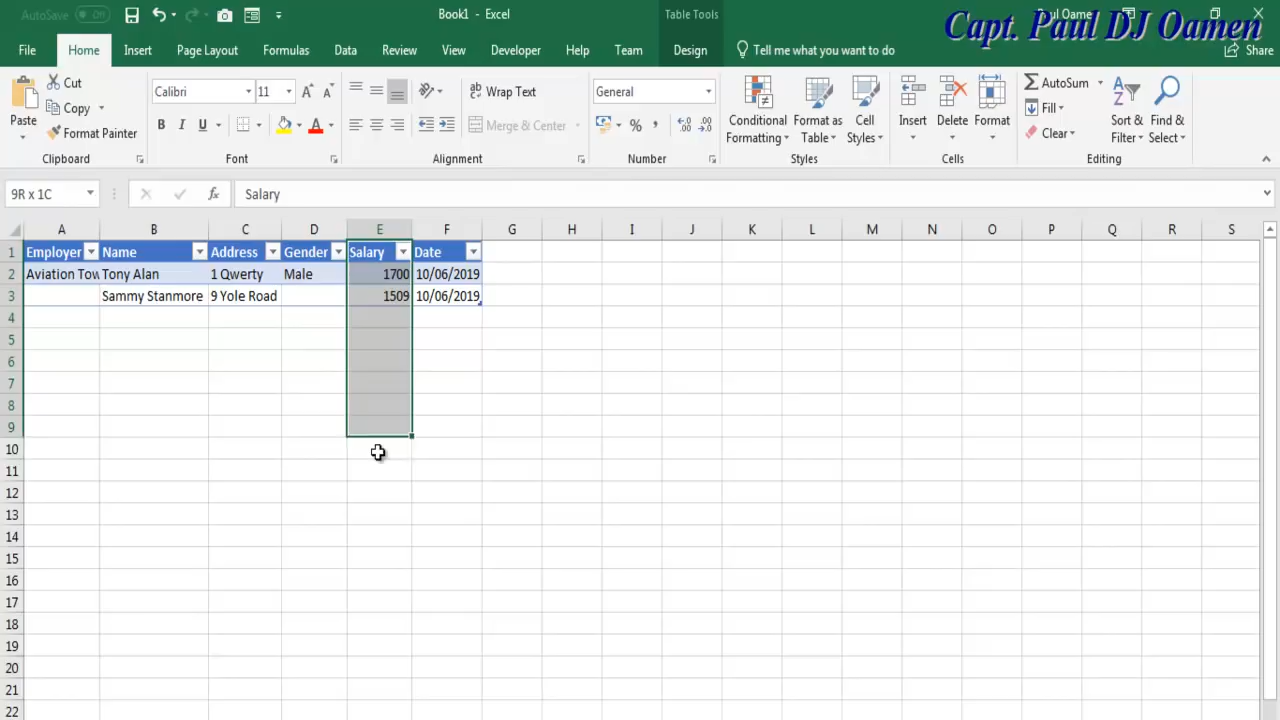 AutoSave Off
Book1 - Excel
Table Tools
Paul Oamen
Capt. Paul DJ Oamen
File Home Insert Page Layout Formulas Data Review View Developer Help Team Design Tell me what you want to do Share
Cut
Copy
Format Painter
Paste
Clipboard
Calibri 11
B I U
Font
Wrap Text
Merge & Center
Alignment
General
Number
Conditional Formatting
Format as Table
Cell Styles
Styles
Insert Delete Format
Cells
AutoSum
Fill
Clear
Sort & Filter
Find & Select
Editing
9R x 1C fx Salary
A B C D E F G H I J K L M N O P Q R S
1 Employer Name Address Gender Salary Date
2 Aviation Tow Tony Alan 1 Qwerty Male 1700 10/06/2019
3 Sammy Stanmore 9 Yole Road 1509 10/06/2019
4
5
6
7
8
9
10
11
12
13
14
15
16
17
18
19
20
21
22